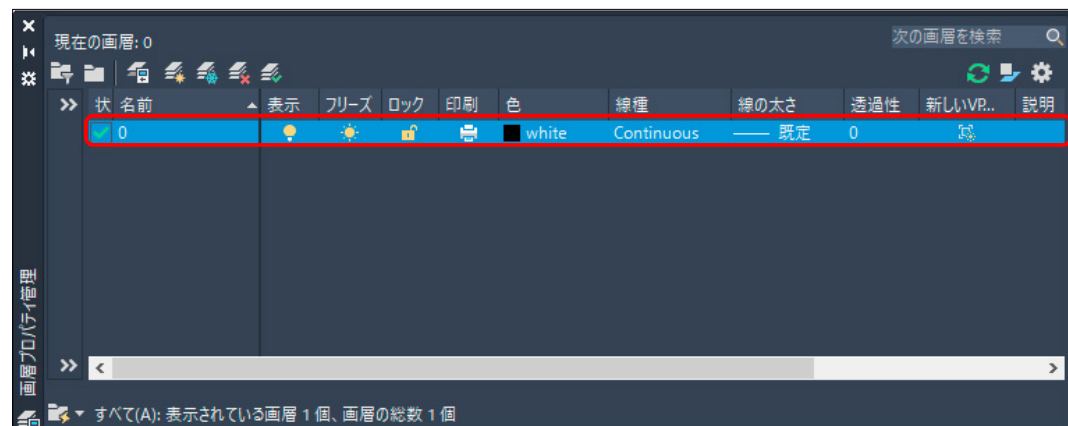 現在の画層: 0
次の画層を検索
状 名前 表示 フリーズ ロック 印刷 色 線種 線の太さ 透過性 新しいVP... 説明
0 white Continuous 既定 0
画層プロパティ管理
すべて(A): 表示されている画層 1 個、画層の総数 1 個